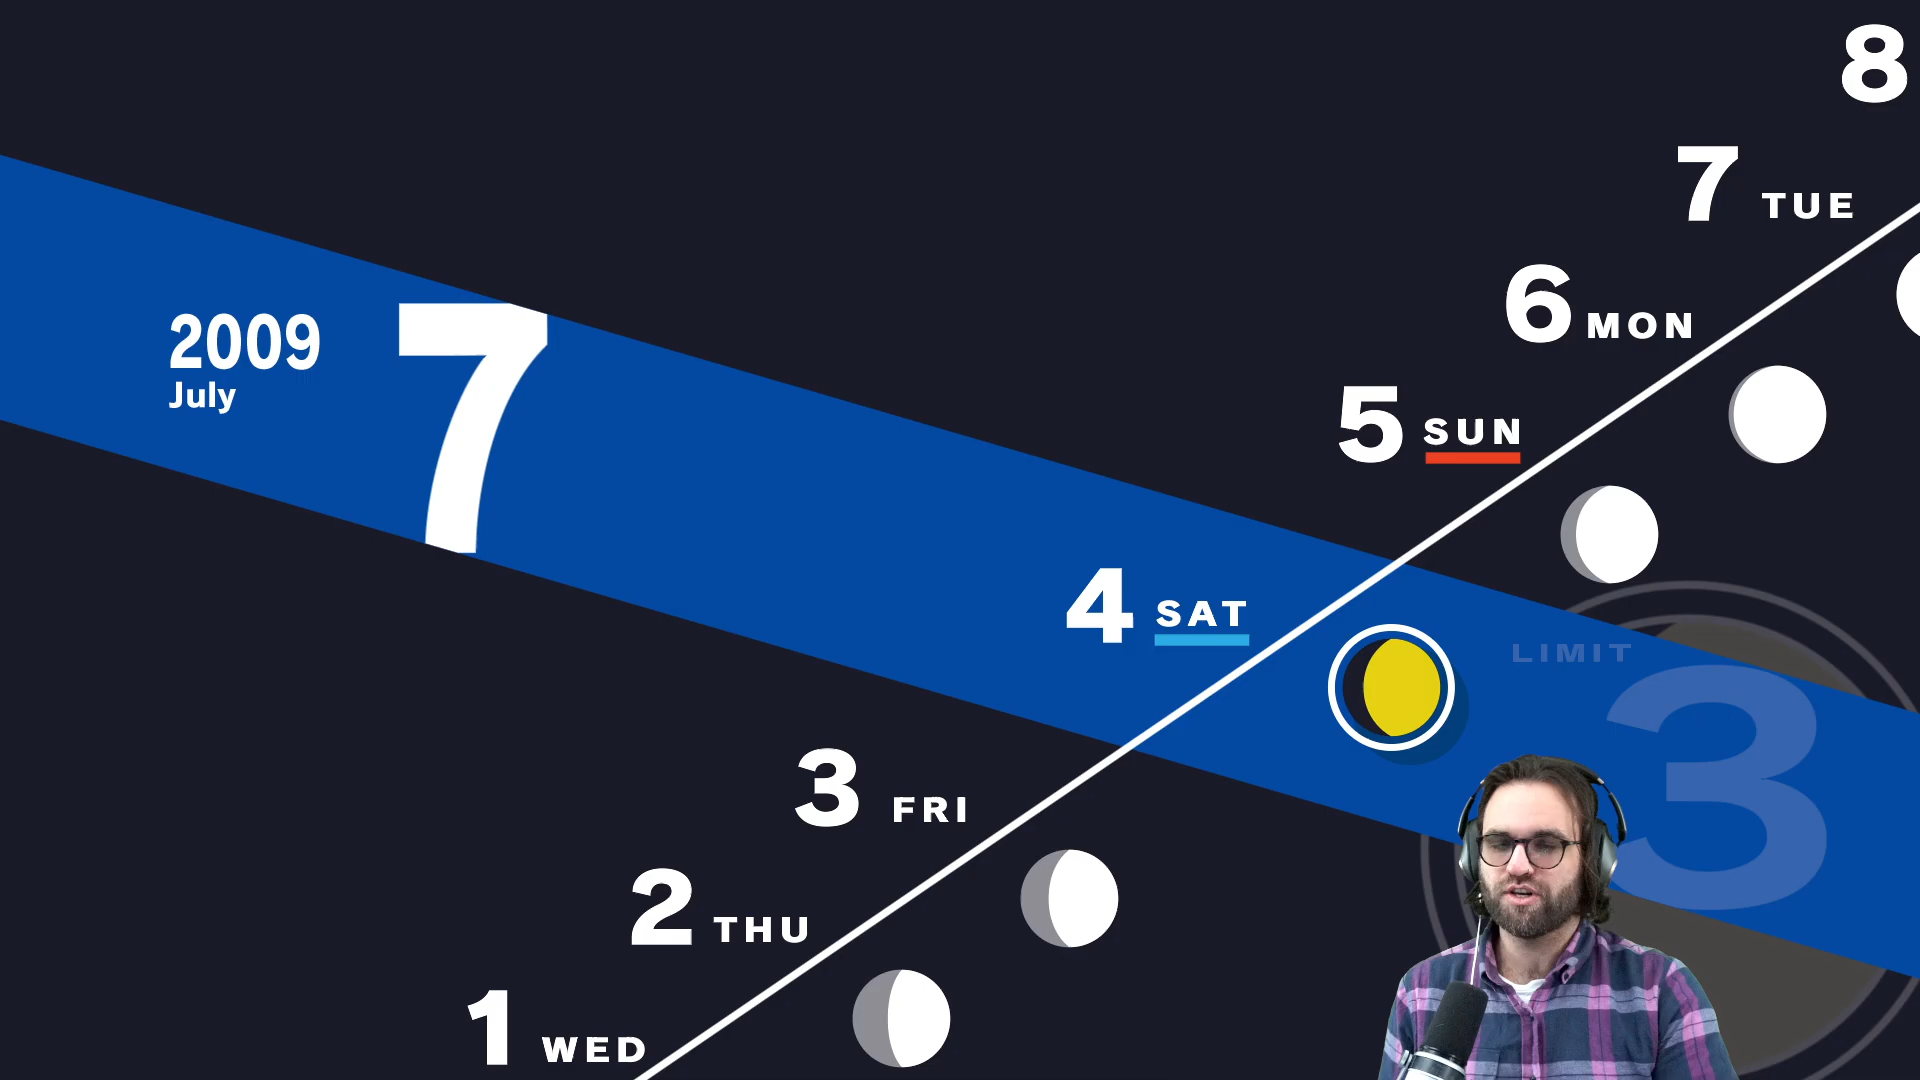 8
7 TUE
6 MON
5 SUN
2009
July
7
4 SAT
LIMIT
3
3 FRI
2 THU
1 WED